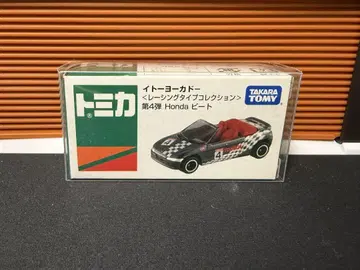 トミカ
イトーヨーカドー
<レーシングタイプコレクション>
第4弾 Honda ビート
TAKARA
TOMY
4